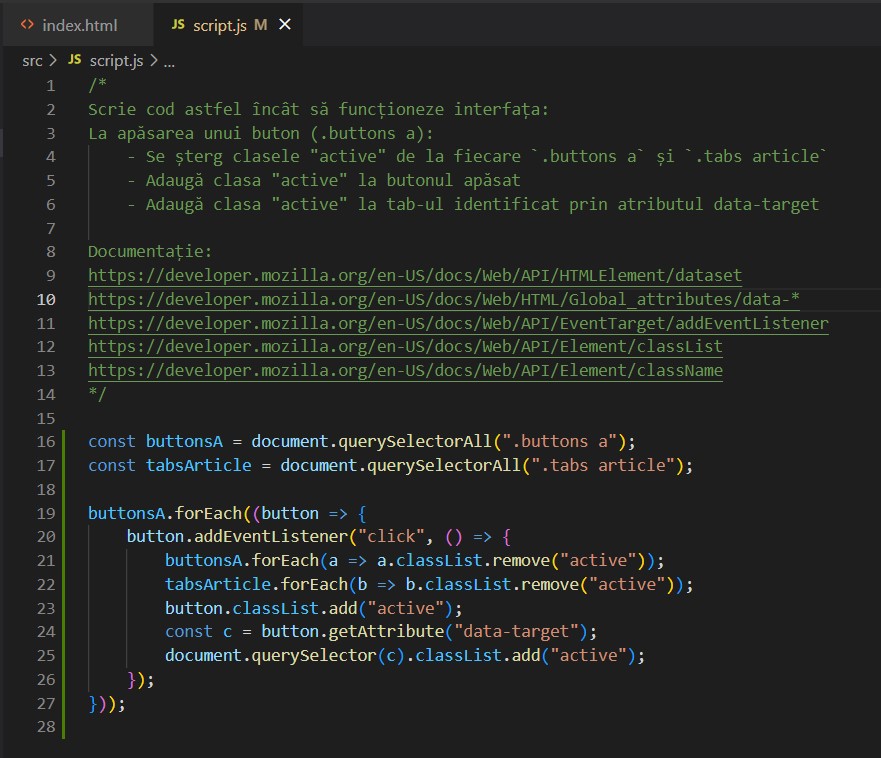 <> index.html
JS script.js M ✕
src > JS script.js > ...
1 /*
2 Scrie cod astfel încât să funcționeze interfața:
3 La apăsarea unui buton (.buttons a):
4     - Se șterg clasele "active" de la fiecare `.buttons a` și `.tabs article`
5     - Adaugă clasa "active" la butonul apăsat
6     - Adaugă clasa "active" la tab-ul identificat prin atributul data-target
7
8 Documentație:
9 https://developer.mozilla.org/en-US/docs/Web/API/HTMLElement/dataset
10 https://developer.mozilla.org/en-US/docs/Web/HTML/Global_attributes/data-*
11 https://developer.mozilla.org/en-US/docs/Web/API/EventTarget/addEventListener
12 https://developer.mozilla.org/en-US/docs/Web/API/Element/classList
13 https://developer.mozilla.org/en-US/docs/Web/API/Element/className
14 */
15
16 const buttonsA = document.querySelectorAll(".buttons a");
17 const tabsArticle = document.querySelectorAll(".tabs article");
18
19 buttonsA.forEach((button => {
20     button.addEventListener("click", () => {
21         buttonsA.forEach(a => a.classList.remove("active"));
22         tabsArticle.forEach(b => b.classList.remove("active"));
23         button.classList.add("active");
24         const c = button.getAttribute("data-target");
25         document.querySelector(c).classList.add("active");
26     });
27 }));
28